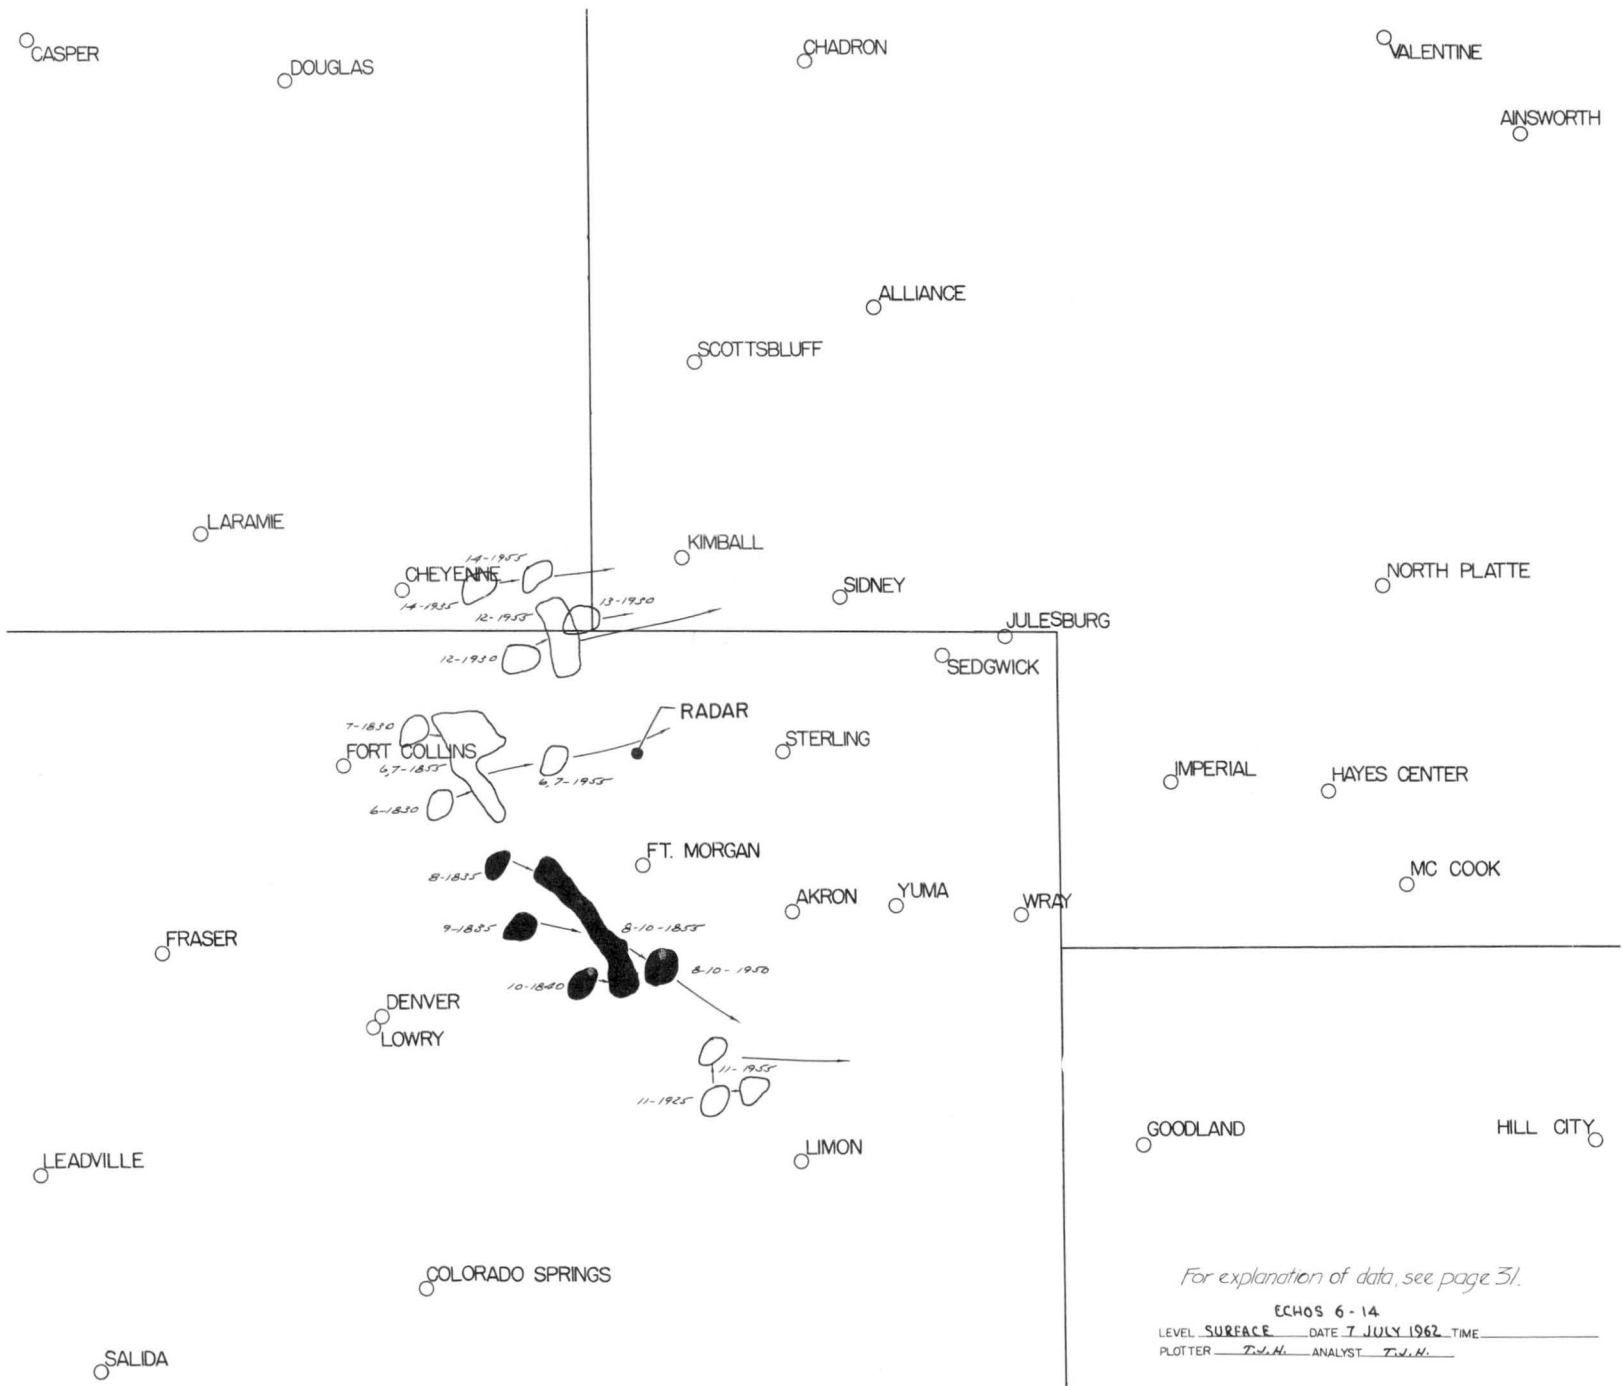 CASPER
DOUGLAS
CHADRON
VALENTINE
AINSWORTH
ALLIANCE
SCOTTSBLUFF
LARAMIE
KIMBALL
14-1955
CHEYENNE
NORTH PLATTE
SIDNEY
14-1935
13-1930
12-1955
JULESBURG
12-1930
SEDGWICK
RADAR
7-1830
STERLING
FORT COLLINS
6,7-1855
6,7-1955
IMPERIAL
HAYES CENTER
6-1830
FT. MORGAN
8-1835
MC COOK
AKRON
YUMA
WRAY
9-1835
8-10-1855
FRASER
8-10-1950
10-1840
DENVER
LOWRY
11-1955
11-1925
GOODLAND
HILL CITY
LIMON
LEADVILLE
COLORADO SPRINGS
For explanation of data, see page 31.
ECHOS 6-14
LEVEL SURFACE DATE 7 JULY 1962 TIME
PLOTTER T.J.H. ANALYST T.J.H.
SALIDA